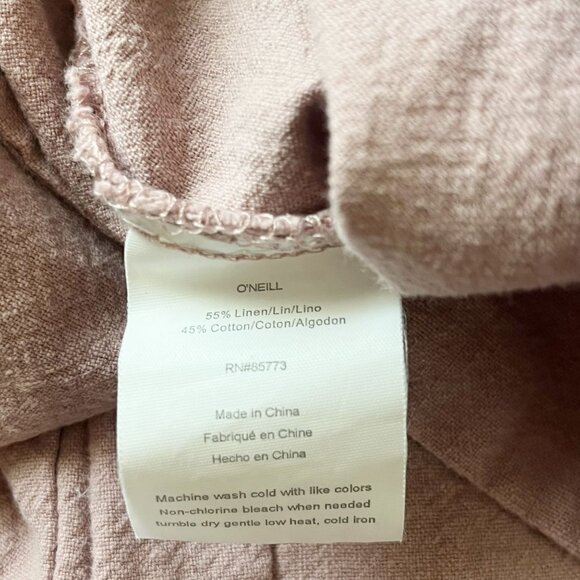 O'NEILL
55% Linen/Lin/Lino
45% Cotton/Coton/Algodon
RN#85773
Made in China
Fabriqué en Chine
Hecho en China
Machine wash cold with like colors
Non-chlorine bleach when needed
tumble dry gentle low heat, cold iron